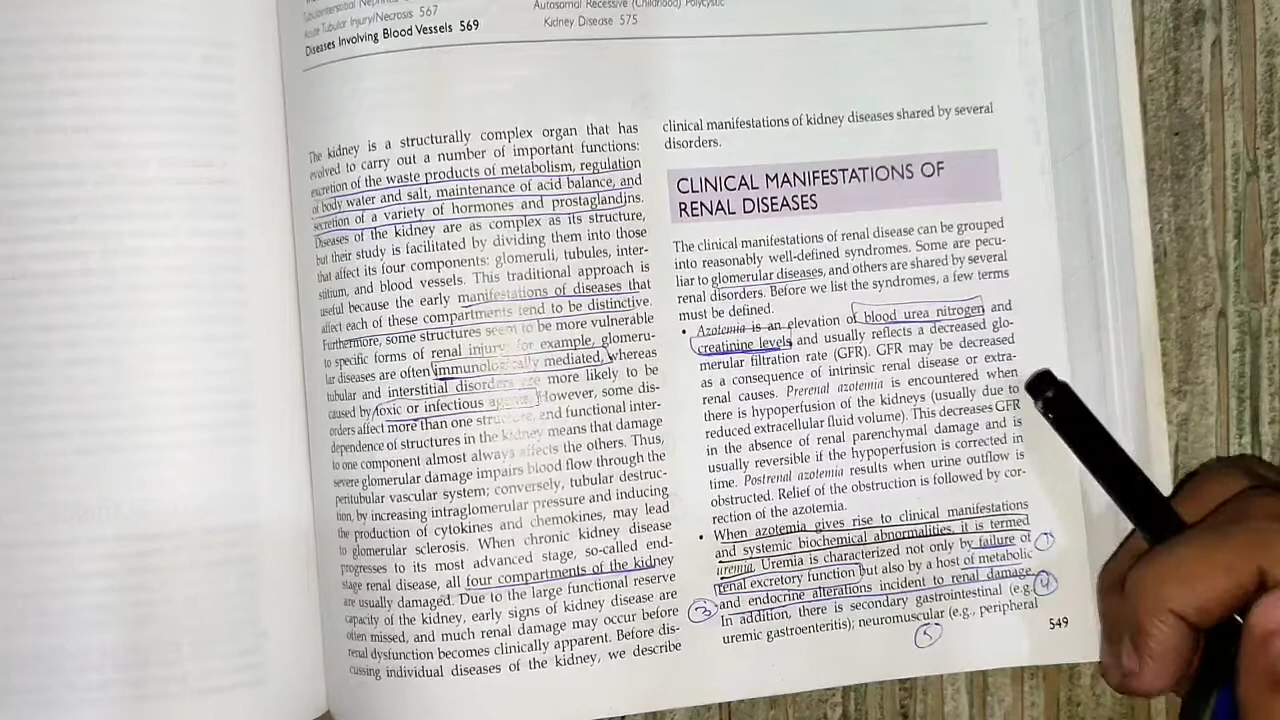 Tubulointerstitial Nephritis
Acute Tubular Injury/Necrosis 567
Diseases Involving Blood Vessels 569
Autosomal Recessive (Childhood) Polycystic
Kidney Disease 575
The kidney is a structurally complex organ that has
evolved to carry out a number of important functions:
excretion of the waste products of metabolism, regulation
of body water and salt, maintenance of acid balance, and
secretion of a variety of hormones and prostaglandins.
Diseases of the kidney are as complex as its structure,
but their study is facilitated by dividing them into those
that affect its four components: glomeruli, tubules, inter-
stitium, and blood vessels. This traditional approach is
useful because the early manifestations of diseases that
affect each of these compartments tend to be distinctive.
Furthermore, some structures seem to be more vulnerable
to specific forms of renal injury; for example, glomeru-
lar diseases are often immunologically mediated, whereas
tubular and interstitial disorders are more likely to be
caused by toxic or infectious agents. However, some dis-
orders affect more than one structure, and functional inter-
dependence of structures in the kidney means that damage
to one component almost always affects the others. Thus,
severe glomerular damage impairs blood flow through the
peritubular vascular system; conversely, tubular destruc-
tion, by increasing intraglomerular pressure and inducing
the production of cytokines and chemokines, may lead
to glomerular sclerosis. When chronic kidney disease
progresses to its most advanced stage, so-called end-
stage renal disease, all four compartments of the kidney
are usually damaged. Due to the large functional reserve
capacity of the kidney, early signs of kidney disease are
often missed, and much renal damage may occur before
renal dysfunction becomes clinically apparent. Before dis-
cussing individual diseases of the kidney, we describe
clinical manifestations of kidney diseases shared by several
disorders.
CLINICAL MANIFESTATIONS OF
RENAL DISEASES
The clinical manifestations of renal disease can be grouped
into reasonably well-defined syndromes. Some are pecu-
liar to glomerular diseases, and others are shared by several
renal disorders. Before we list the syndromes, a few terms
must be defined.
• Azotemia is an elevation of blood urea nitrogen and
creatinine levels and usually reflects a decreased glo-
merular filtration rate (GFR). GFR may be decreased
as a consequence of intrinsic renal disease or extra-
renal causes. Prerenal azotemia is encountered when
there is hypoperfusion of the kidneys (usually due to
reduced extracellular fluid volume). This decreases GFR
in the absence of renal parenchymal damage and is
usually reversible if the hypoperfusion is corrected in
time. Postrenal azotemia results when urine outflow is
obstructed. Relief of the obstruction is followed by cor-
rection of the azotemia.
• When azotemia gives rise to clinical manifestations
and systemic biochemical abnormalities, it is termed
uremia. Uremia is characterized not only by failure of 1
renal excretory function but also by a host of metabolic
3 and endocrine alterations incident to renal damage. 4
In addition, there is secondary gastrointestinal (e.g.,
uremic gastroenteritis); neuromuscular (e.g., peripheral
5
549